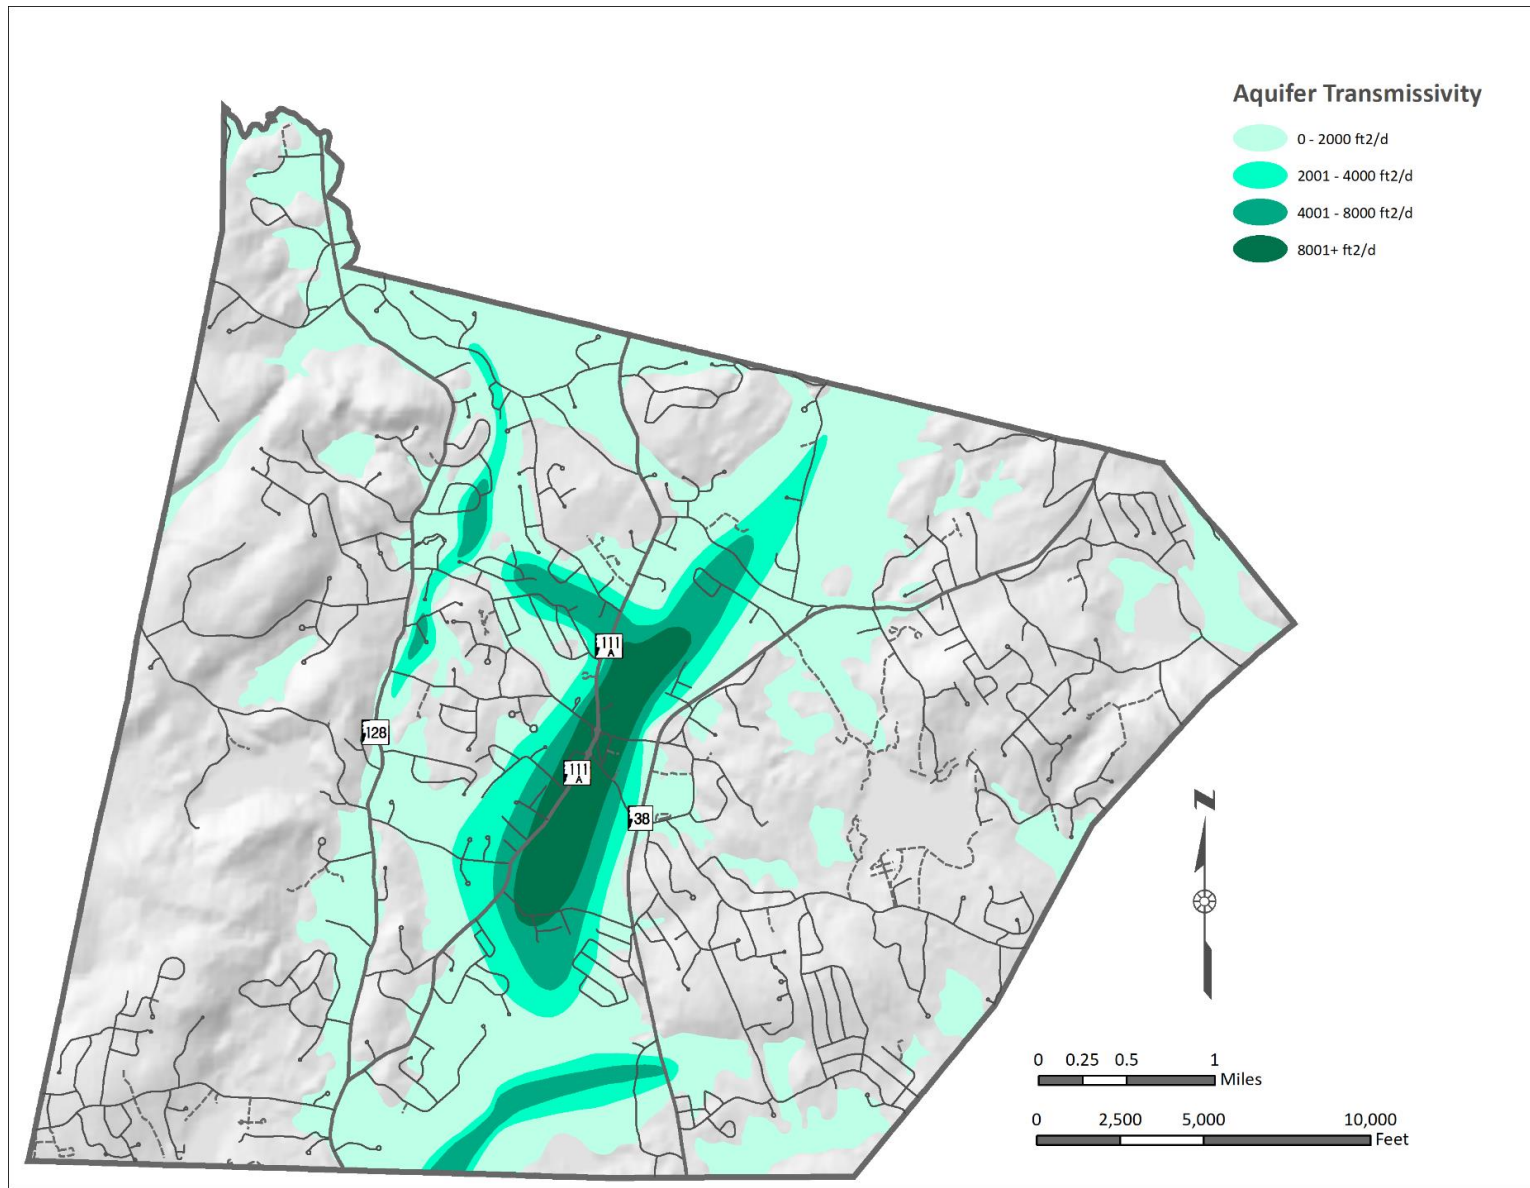 Aquifer Transmissivity
0 - 2000 ft2/d
2001 - 4000 ft2/d
4001 - 8000 ft2/d
8001+ ft2/d
111
A
128
111
A
38
N
0 0.25 0.5 1
Miles
0 2,500 5,000 10,000
Feet